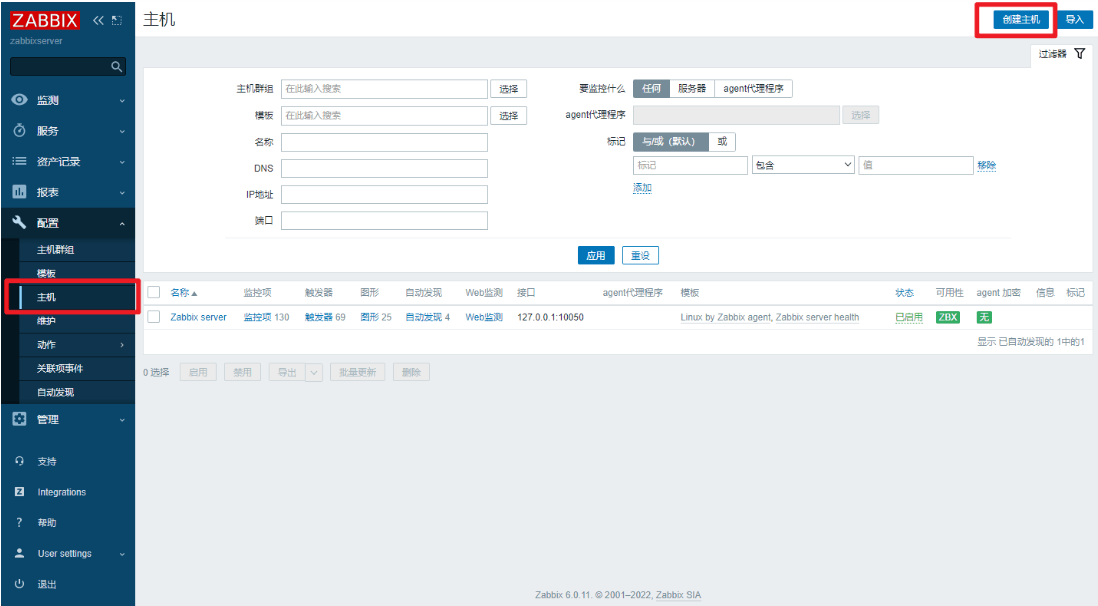 ZABBIX
zabbixserver
监测
服务
资产记录
报表
配置
主机群组
模板
主机
维护
动作
关联项事件
自动发现
管理
支持
Integrations
帮助
User settings
退出
主机
创建主机 导入
过滤器
主机群组 在此输入搜索 选择 要监控什么 任何 服务器 agent代理程序
模板 在此输入搜索 选择 agent代理程序 选择
名称 标记 与/或（默认） 或
DNS 标记 包含 值 移除
IP地址 添加
端口
应用 重设
名称 监控项 触发器 图形 自动发现 Web监测 接口 agent代理程序 模板 状态 可用性 agent 加密 信息 标记
Zabbix server 监控项 130 触发器 69 图形 25 自动发现 4 Web监测 127.0.0.1:10050 Linux by Zabbix agent, Zabbix server health 已启用 ZBX 无
显示 已自动发现的 1中的1
0 选择 启用 禁用 导出 批量更新 删除
Zabbix 6.0.11. © 2001–2022, Zabbix SIA